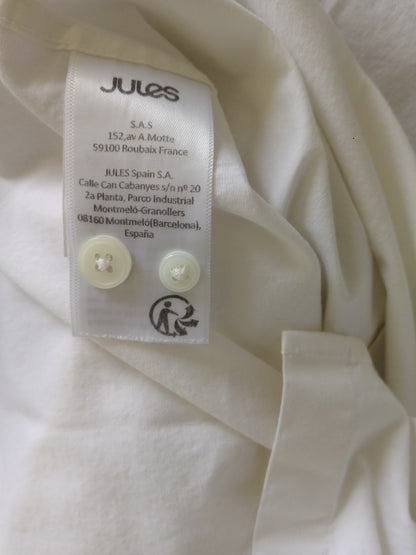 JULES
S.A.S
152,av A.Motte
59100 Roubaix France
JULES Spain S.A.
Calle Can Cabanyes s/n nº 20
2a Planta, Parco Industrial
Montmeló-Granollers
08160 Montmeló(Barcelona),
España